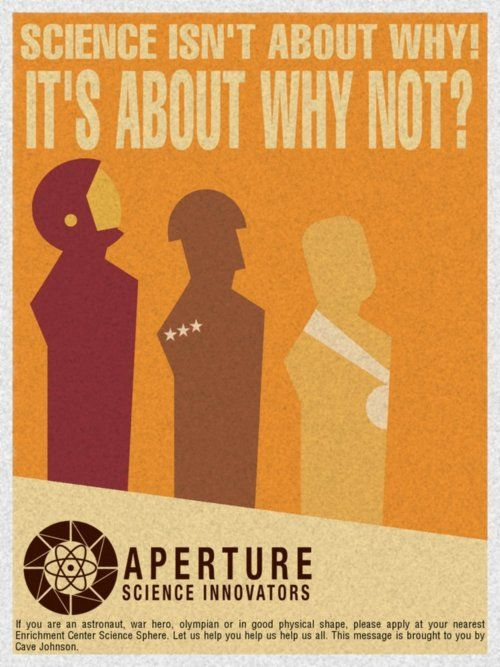 SCIENCE ISN'T ABOUT WHY!
IT'S ABOUT WHY NOT?
APERTURE
SCIENCE INNOVATORS
If you are an astronaut, war hero, olympian or in good physical shape, please apply at your nearest
Enrichment Center Science Sphere. Let us help you help us help us all. This message is brought to you by
Cave Johnson.